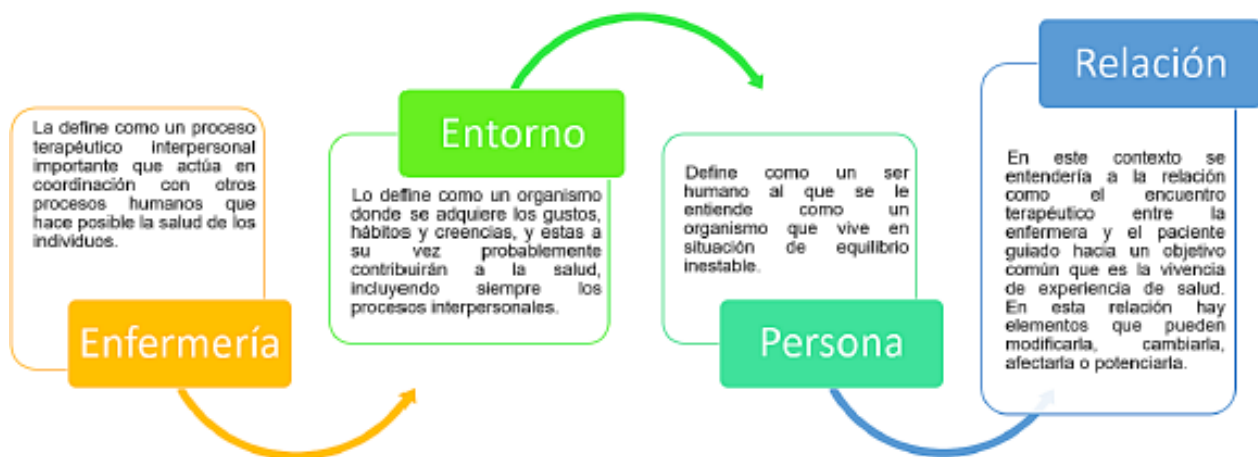 La define como un proceso
terapéutico interpersonal
importante que actúa en
coordinación con otros
procesos humanos que
hace posible la salud de los
individuos.
Enfermería
Entorno
Lo define como un organismo
donde se adquiere los gustos,
hábitos y creencias, y estas a
su vez probablemente
contribuirán a la salud,
incluyendo siempre los
procesos interpersonales.
Define como un ser
humano al que se le
entiende como un
organismo que vive en
situación de equilibrio
inestable.
Persona
Relación
En este contexto se
entendería a la relación
como el encuentro
terapéutico entre la
enfermera y el paciente
guiado hacia un objetivo
común que es la vivencia
de experiencia de salud.
En esta relación hay
elementos que pueden
modificarla, cambiarla,
afectarla o potenciarla.